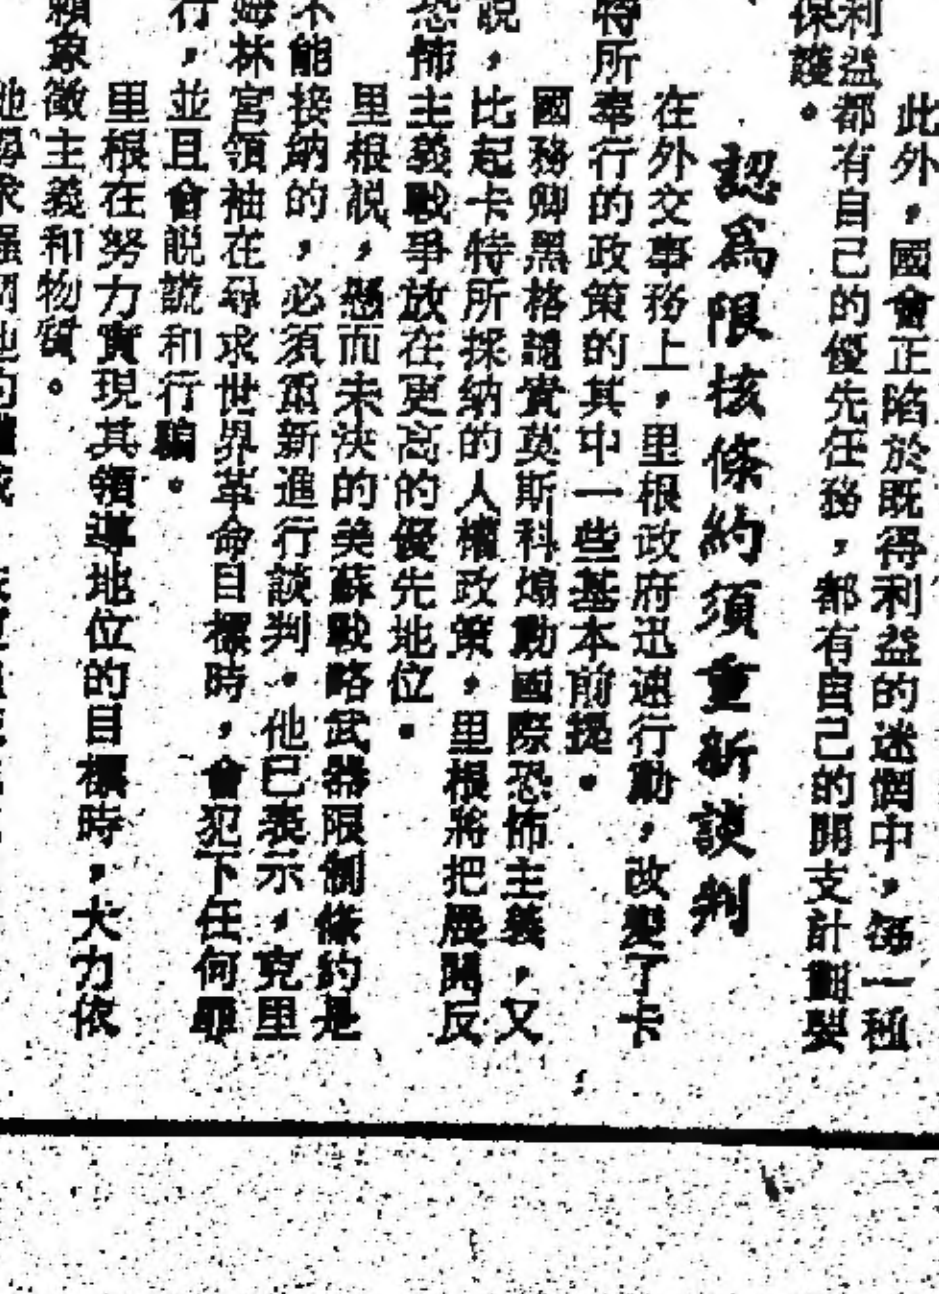 此外，國會正陷於既得利益的迷惘中，每一種
利益都有自己的優先任務，都有自己的開支計劃要
保護。
認爲限核條約須重新談判
在外交事務上，里根政府迅速行動，改變了卡
特所奉行的政策的其中一些基本前提。
國務卿黑格譴責莫斯科煽動國際恐怖主義，又
說，比起卡特所採納的人權政策，里根將把展開反
恐怖主義戰爭放在更高的優先地位。
里根說，懸而未決的美蘇戰略武器限制條約是
不能接納的，必須重新進行談判。他已表示，克里
姆林宮領袖在尋求世界革命目標時，會犯下任何罪
行，並且會説謊和行騙。
里根在努力實現其領導地位的目標時，大力依
賴象徵主義和物質。